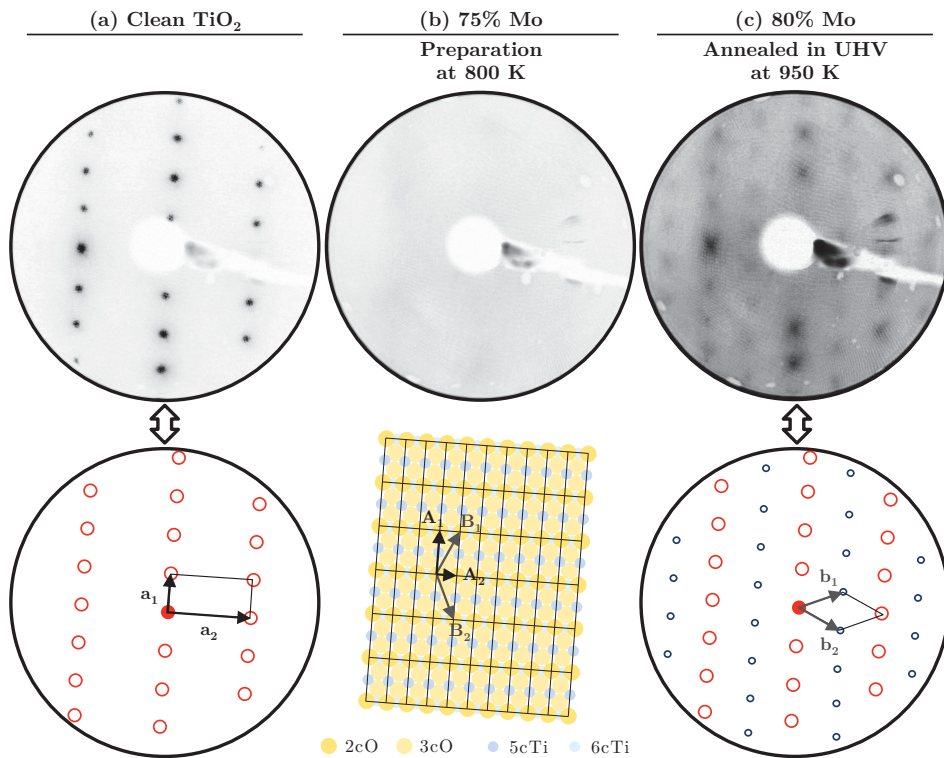 (a) Clean TiO₂
(b) 75% Mo
(c) 80% Mo
Preparation
at 800 K
Annealed in UHV
at 950 K
a₁
a₂
A₁
B₁
A₂
B₂
b₁
b₂
2cO
3cO
5cTi
6cTi